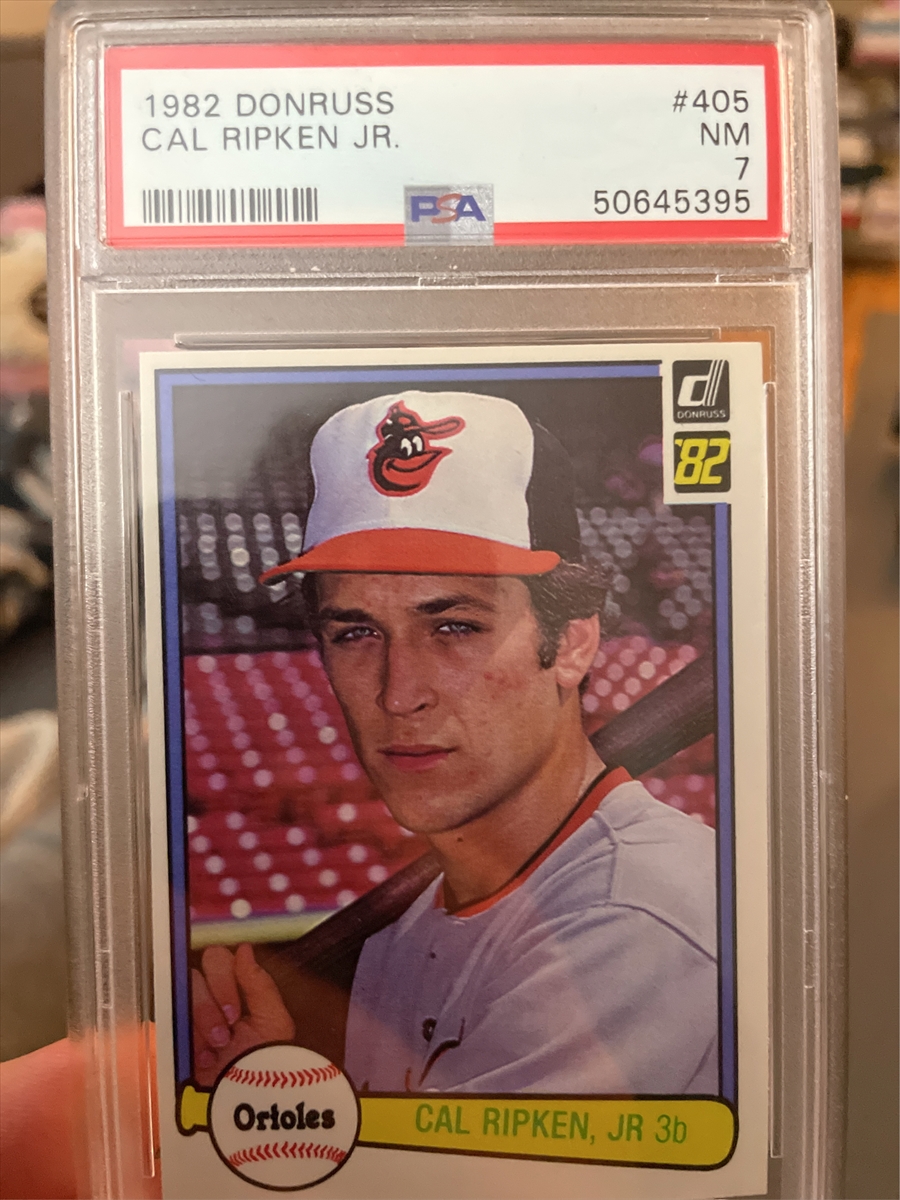 1982 DONRUSS #405
CAL RIPKEN JR. NM
7
PSA 50645395
d
DONRUSS
'82
Orioles
CAL RIPKEN, JR 3b